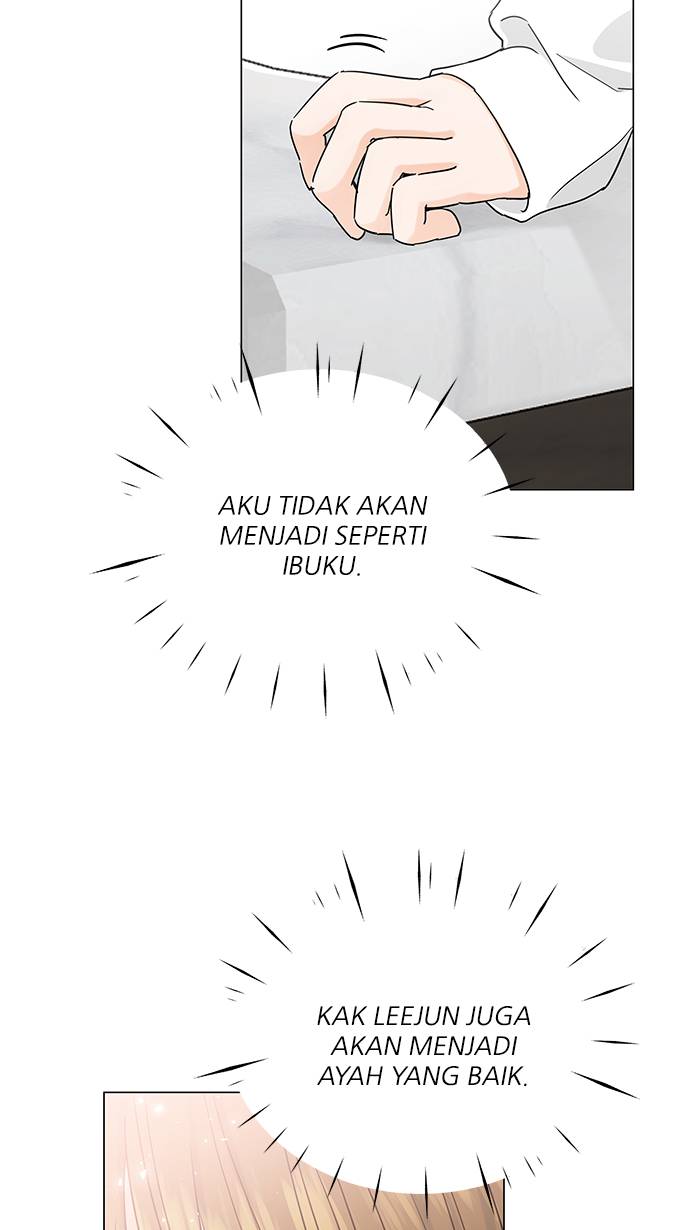 AKU TIDAK AKAN
MENJADI SEPERTI
IBUKU.
KAK LEEJUN JUGA
AKAN MENJADI
AYAH YANG BAIK.